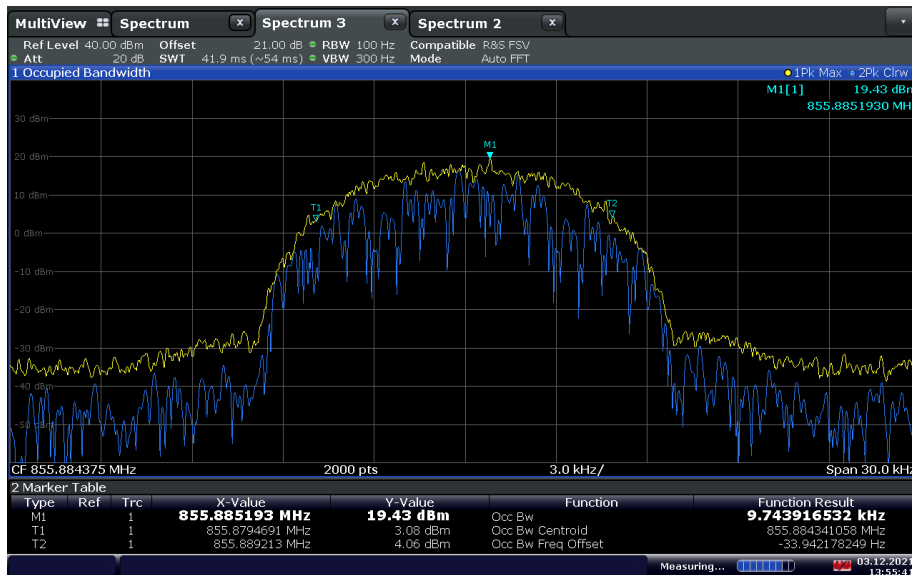 MultiView Spectrum x Spectrum 3 x Spectrum 2 x
Ref Level 40.00 dBm Offset 21.00 dB RBW 100 Hz Compatible R&S FSV
Att 20 dB SWT 41.9 ms (~54 ms) VBW 300 Hz Mode Auto FFT
1 Occupied Bandwidth 1Pk Max 2Pk Clrw
M1[1] 19.43 dBm
855.8851930 MHz
30 dBm
M1
20 dBm
10 dBm
T1 T2
0 dBm
-10 dBm
-20 dBm
-30 dBm
-40 dBm
-50 dBm
CF 855.884375 MHz 2000 pts 3.0 kHz/ Span 30.0 kHz
2 Marker Table
Type Ref Trc X-Value Y-Value Function Function Result
M1 1 855.885193 MHz 19.43 dBm Occ Bw 9.743916532 kHz
T1 1 855.8794691 MHz 3.08 dBm Occ Bw Centroid 855.884341058 MHz
T2 1 855.889213 MHz 4.06 dBm Occ Bw Freq Offset -33.942178249 Hz
Measuring... 03.12.2021
13:55:41